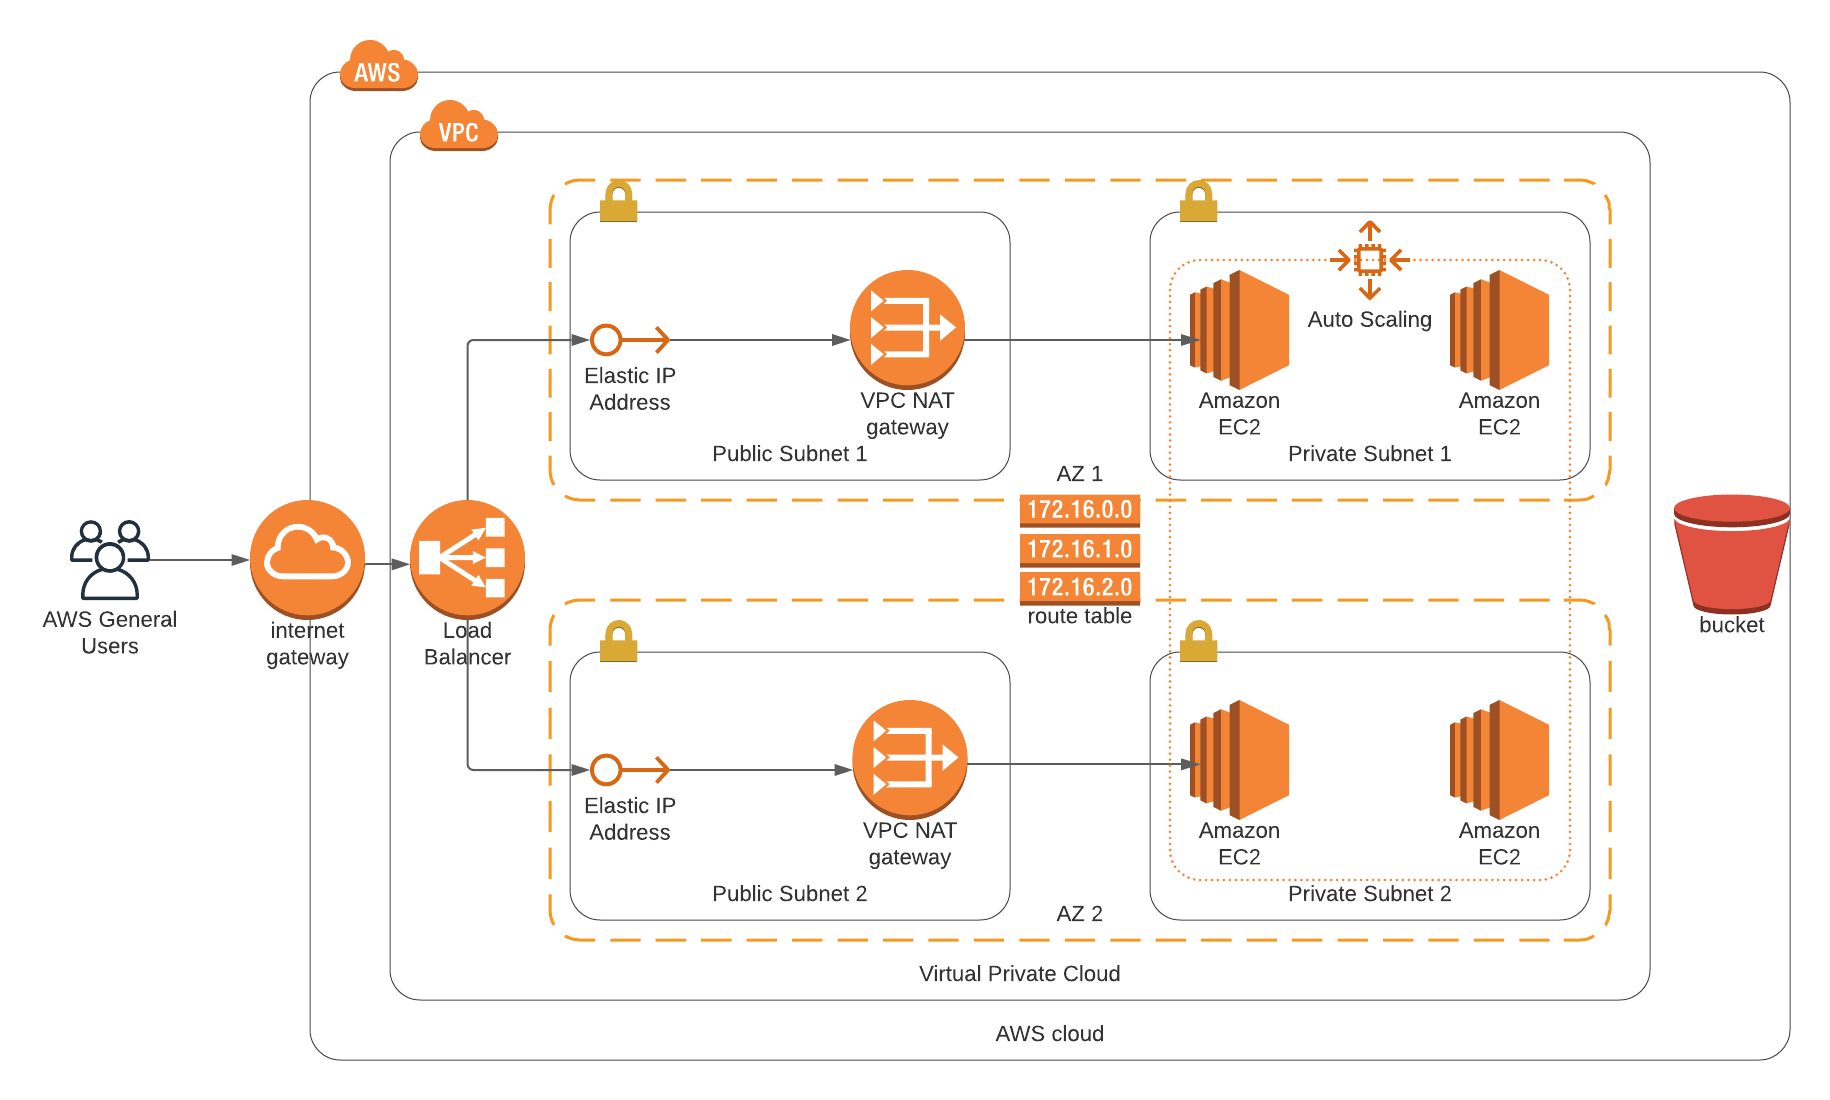 AWS
VPC
Elastic IP
Address
VPC NAT
gateway
Public Subnet 1
Auto Scaling
Amazon
EC2
Amazon
EC2
Private Subnet 1
AZ 1
172.16.0.0
172.16.1.0
172.16.2.0
route table
AWS General
Users
internet
gateway
Load
Balancer
bucket
Elastic IP
Address
VPC NAT
gateway
Public Subnet 2
Amazon
EC2
Amazon
EC2
Private Subnet 2
AZ 2
Virtual Private Cloud
AWS cloud